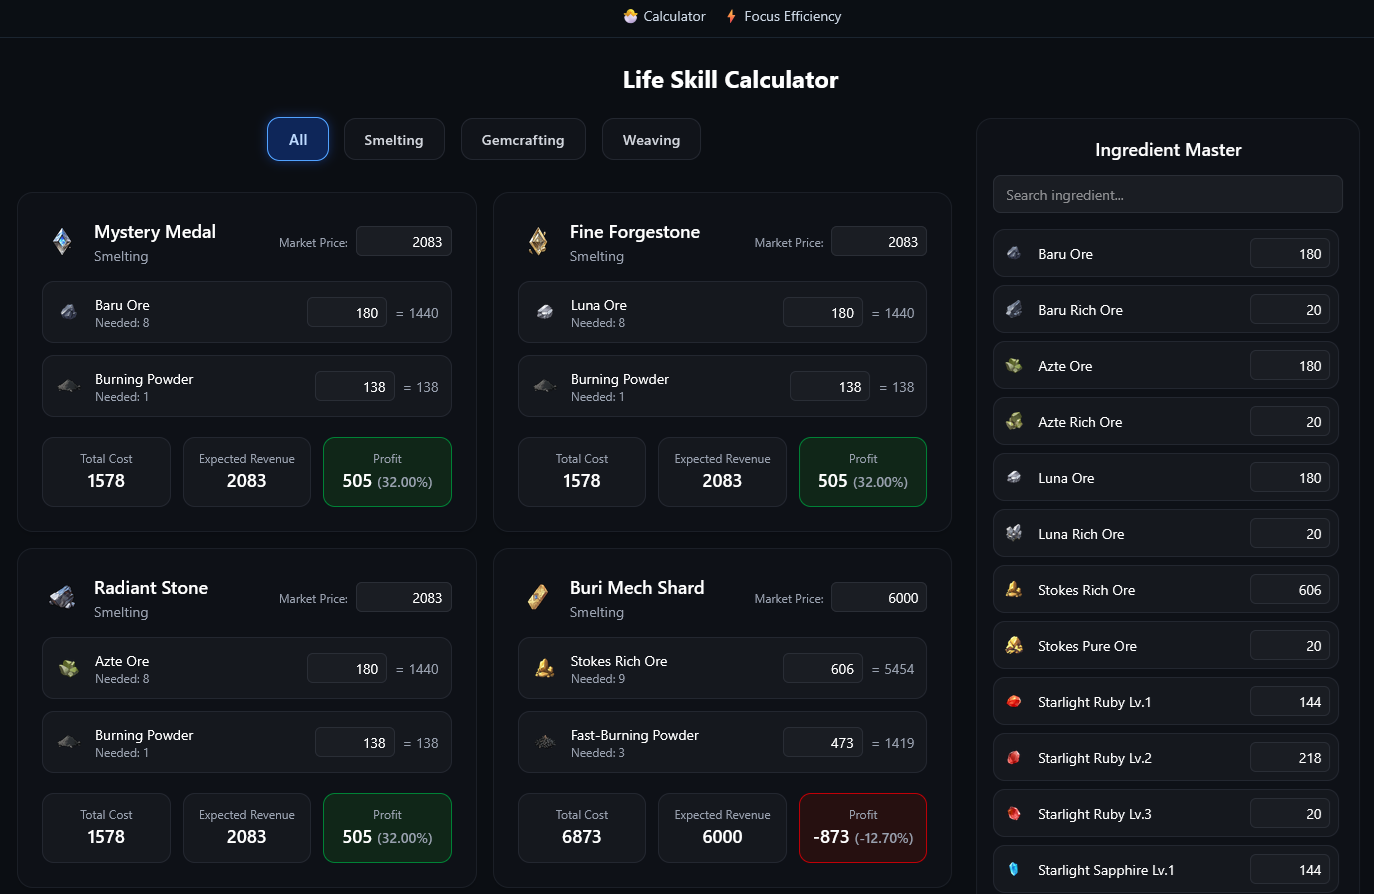 Calculator Focus Efficiency
Life Skill Calculator
All Smelting Gemcrafting Weaving
Mystery Medal
Smelting
Market Price: 2083
Baru Ore
Needed: 8
180 = 1440
Burning Powder
Needed: 1
138 = 138
Total Cost
1578
Expected Revenue
2083
Profit
505 (32.00%)
Fine Forgestone
Smelting
Market Price: 2083
Luna Ore
Needed: 8
180 = 1440
Burning Powder
Needed: 1
138 = 138
Total Cost
1578
Expected Revenue
2083
Profit
505 (32.00%)
Radiant Stone
Smelting
Market Price: 2083
Azte Ore
Needed: 8
180 = 1440
Burning Powder
Needed: 1
138 = 138
Total Cost
1578
Expected Revenue
2083
Profit
505 (32.00%)
Buri Mech Shard
Smelting
Market Price: 6000
Stokes Rich Ore
Needed: 9
606 = 5454
Fast-Burning Powder
Needed: 3
473 = 1419
Total Cost
6873
Expected Revenue
6000
Profit
-873 (-12.70%)
Ingredient Master
Search ingredient...
Baru Ore 180
Baru Rich Ore 20
Azte Ore 180
Azte Rich Ore 20
Luna Ore 180
Luna Rich Ore 20
Stokes Rich Ore 606
Stokes Pure Ore 20
Starlight Ruby Lv.1 144
Starlight Ruby Lv.2 218
Starlight Ruby Lv.3 20
Starlight Sapphire Lv.1 144